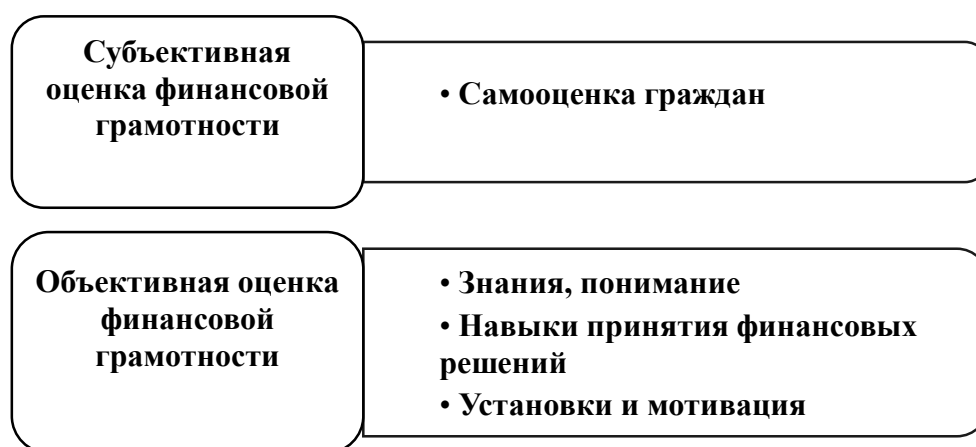 Субъективная
оценка финансовой
грамотности
• Самооценка граждан
Объективная оценка
финансовой
грамотности
• Знания, понимание
• Навыки принятия финансовых
решений
• Установки и мотивация